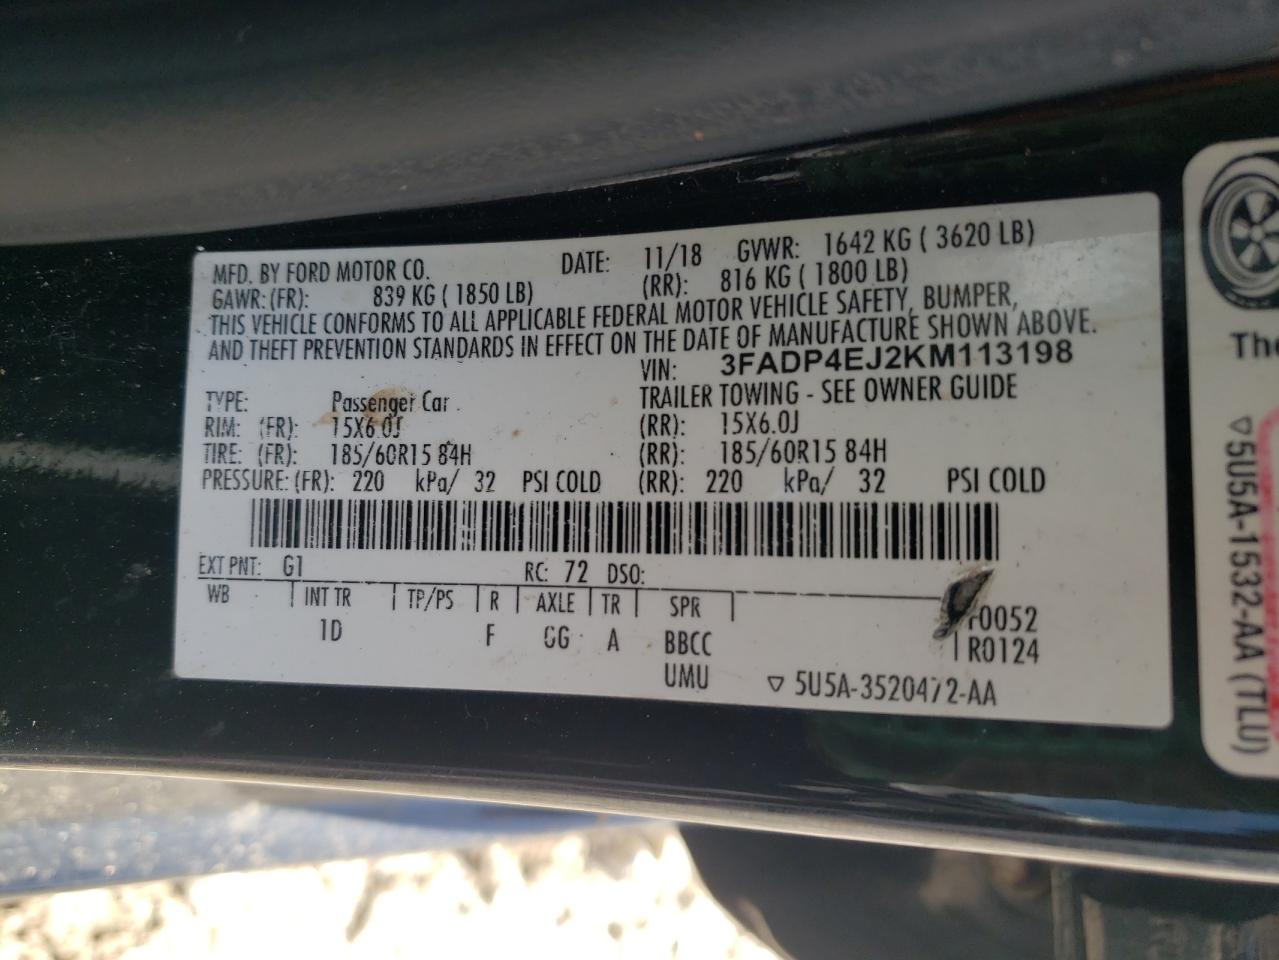 MFD. BY FORD MOTOR CO. DATE: 11/18 GVWR: 1642 KG ( 3620 LB)
GAWR: (FR): 839 KG ( 1850 LB) (RR): 816 KG ( 1800 LB)
THIS VEHICLE CONFORMS TO ALL APPLICABLE FEDERAL MOTOR VEHICLE SAFETY, BUMPER,
AND THEFT PREVENTION STANDARDS IN EFFECT ON THE DATE OF MANUFACTURE SHOWN ABOVE.
VIN: 3FADP4EJ2KM113198
TYPE: Passenger Car TRAILER TOWING - SEE OWNER GUIDE
RIM: (FR): 15X6.0J (RR): 15X6.0J
TIRE: (FR): 185/60R15 84H (RR): 185/60R15 84H
PRESSURE: (FR): 220 kPa/ 32 PSI COLD (RR): 220 kPa/ 32 PSI COLD
EXT PNT: G1 RC: 72 DSO:
WB INT TR TP/PS R AXLE TR SPR
1D F GG A BBCC
UMU
F0052
R0124
▽ 5U5A-3520472-AA
The
▽5U5A-1532-AA (TLU)